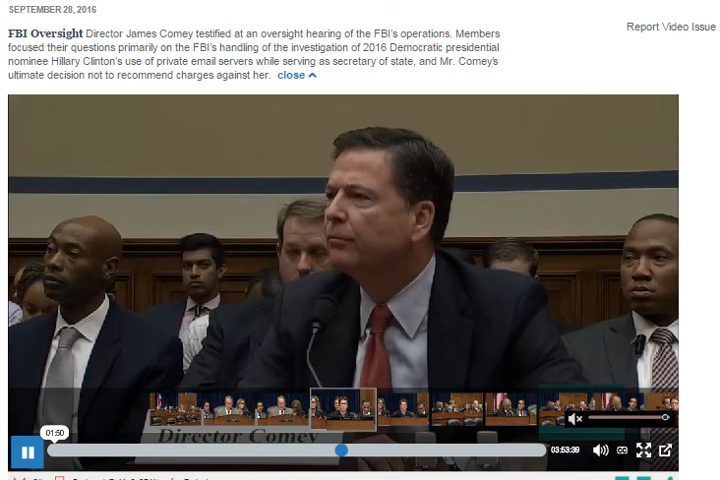 SEPTEMBER 28, 2016
Report Video Issue
FBI Oversight Director James Comey testified at an oversight hearing of the FBI's operations. Members
focused their questions primarily on the FBI's handling of the investigation of 2016 Democratic presidential
nominee Hillary Clinton's use of private email servers while serving as secretary of state, and Mr. Comey's
ultimate decision not to recommend charges against her. close
01:50
Director Comey
03:53:39
CC